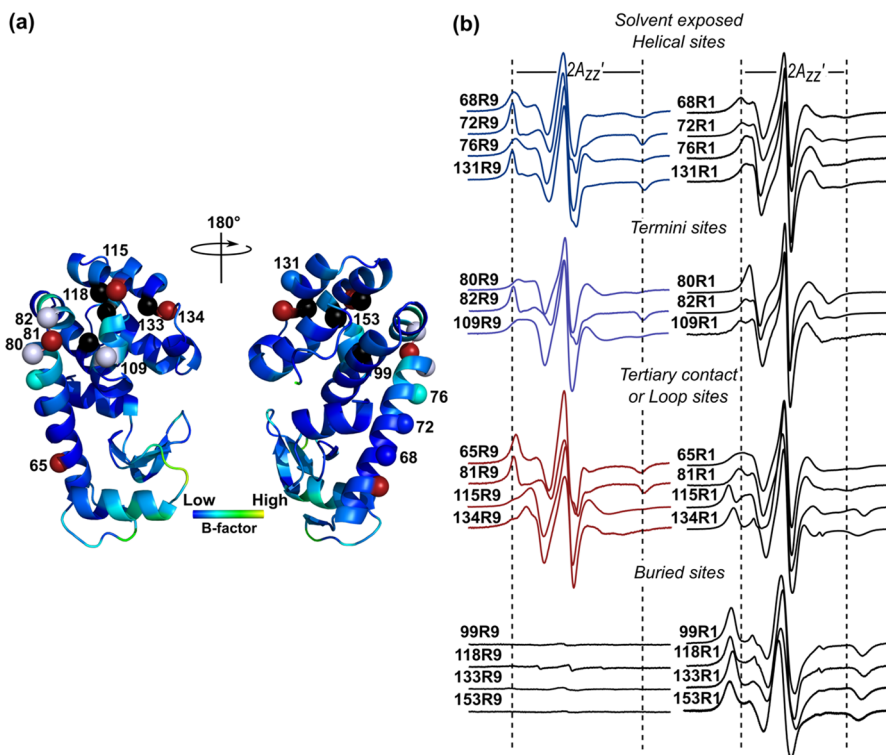 (a)
180°
115
118
133
134
82
81
80
109
65
131
153
99
76
72
68
Low
High
B-factor
(b)
Solvent exposed
Helical sites
2Azz'
2Azz'
68R9
72R9
76R9
131R9
68R1
72R1
76R1
131R1
Termini sites
80R9
82R9
109R9
80R1
82R1
109R1
Tertiary contact
or Loop sites
65R9
81R9
115R9
134R9
65R1
81R1
115R1
134R1
Buried sites
99R9
118R9
133R9
153R9
99R1
118R1
133R1
153R1